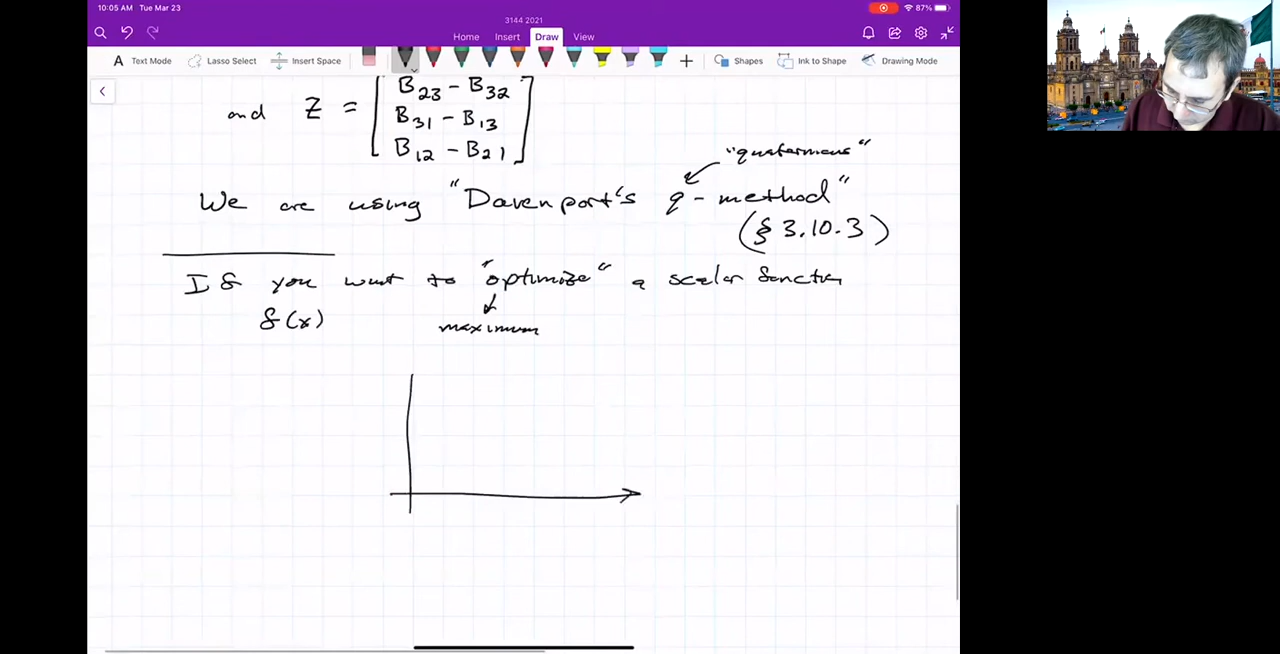 10:05 AM Tue Mar 23
87%
3144 2021
Home Insert Draw View
Text Mode Lasso Select Insert Space Shapes Ink to Shape Drawing Mode
B23 - B32
and Z = B31 - B13
B12 - B21
"quaternions"
We are using "Davenport's q-method"
(§ 3.10.3)
If you want to "optimize" a scalar function
f(x) maximum